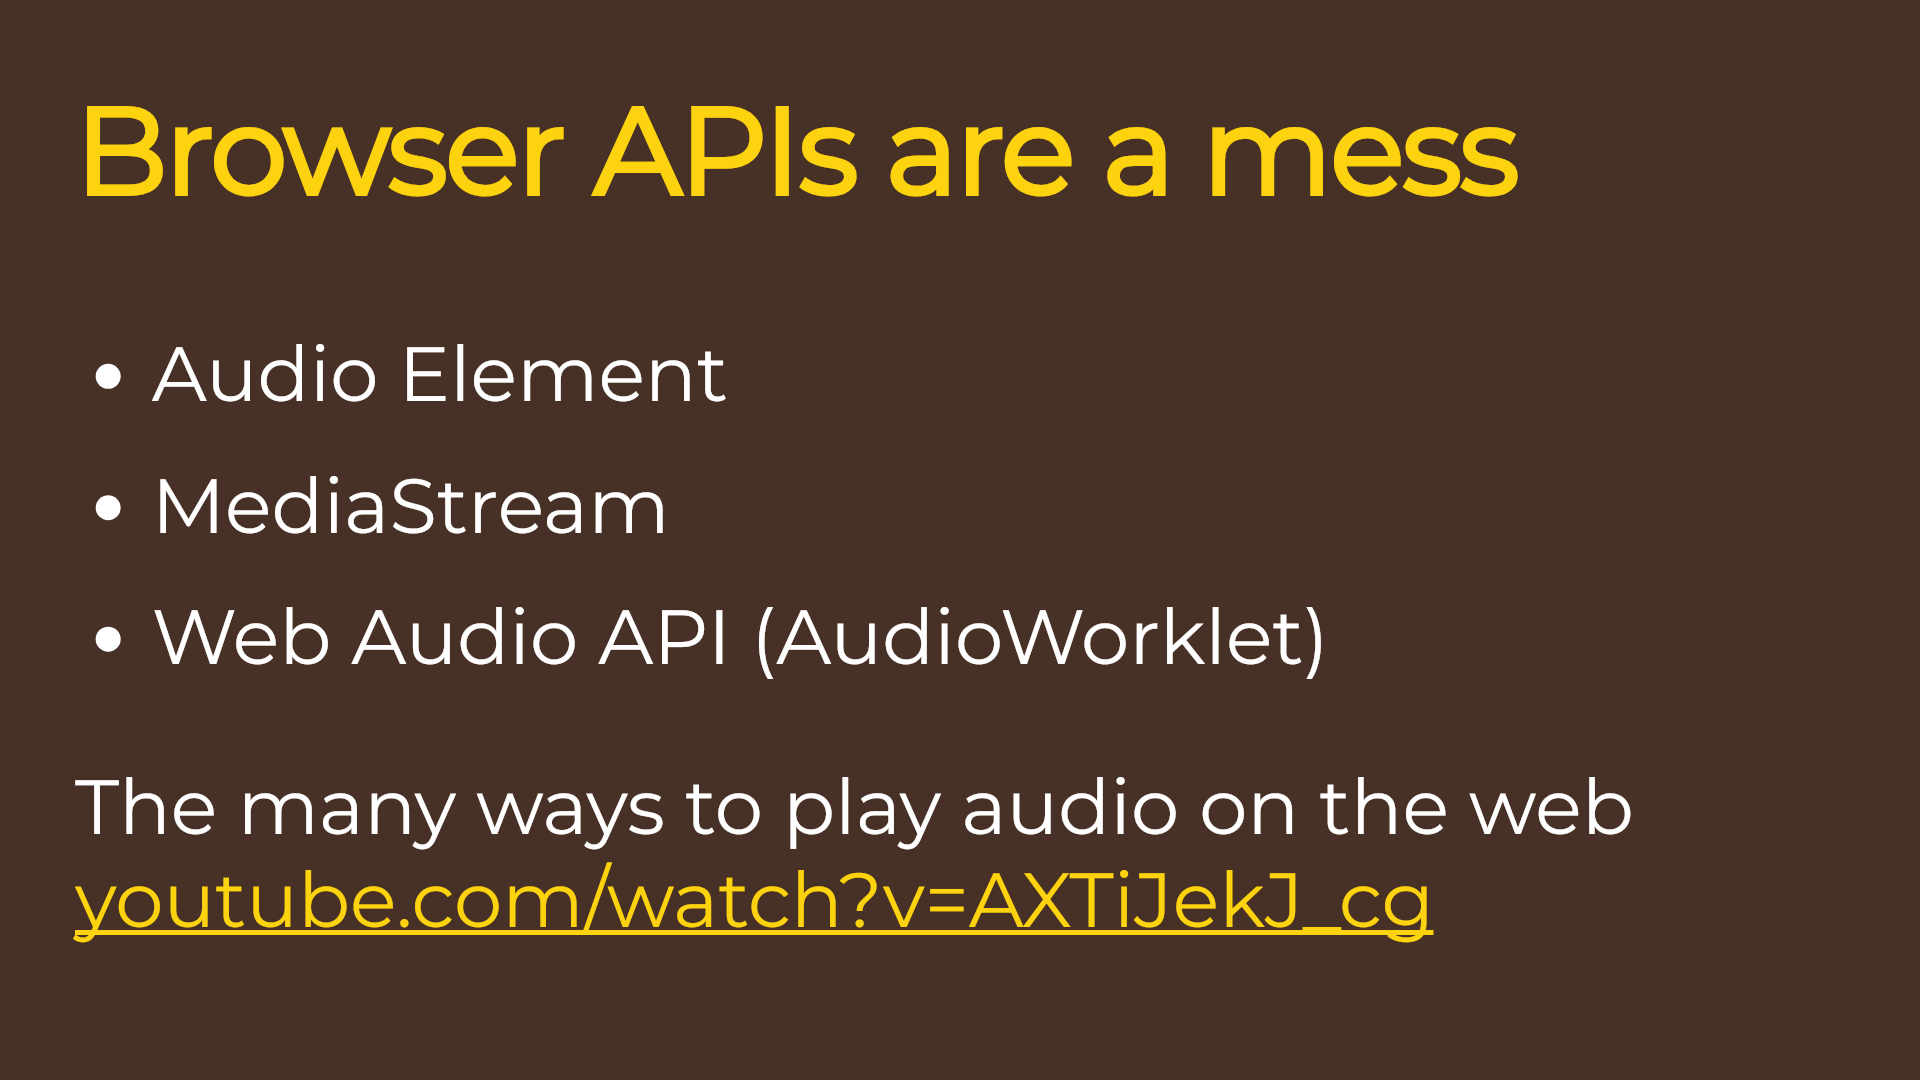 Browser APIs are a mess
• Audio Element
• MediaStream
• Web Audio API (AudioWorklet)
The many ways to play audio on the web
youtube.com/watch?v=AXTiJekJ_cg